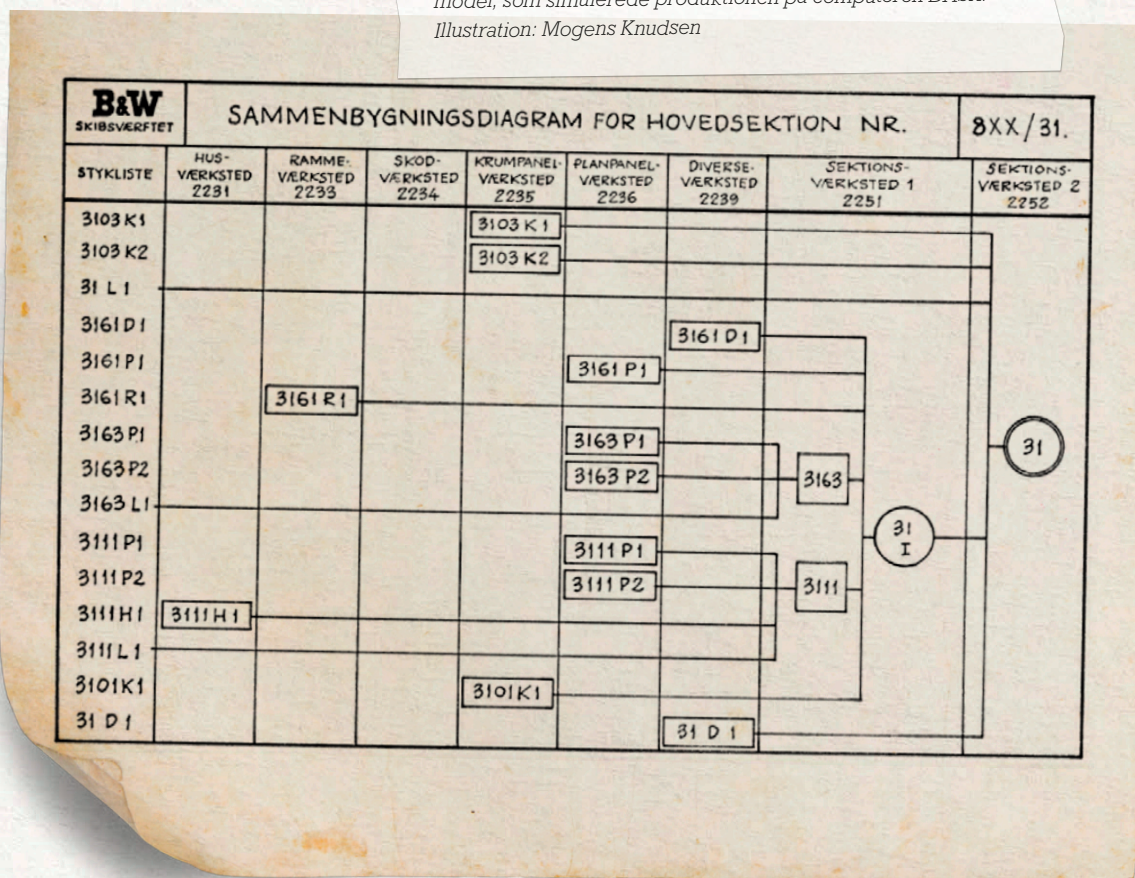 Illustration: Mogens Knudsen
B&W
SKIBSVÆRFTET
SAMMENBYGNINGSDIAGRAM FOR HOVEDSEKTION NR.
8XX/31.
STYKLISTE
HUS-
VÆRKSTED
2231
RAMME-
VÆRKSTED
2233
SKOD-
VÆRKSTED
2234
KRUMPANEL-
VÆRKSTED
2235
PLANPANEL-
VÆRKSTED
2236
DIVERSE-
VÆRKSTED
2239
SEKTIONS-
VÆRKSTED 1
2251
SEKTIONS-
VÆRKSTED 2
2252
3103 K1 3103 K1
3103 K2 3103 K2
31 L1
3161 D1 3161 D1
3161 P1 3161 P1
3161 R1 3161 R1
3163 P1 3163 P1
31
3163 P2 3163 P2 3163
3163 L1
31
I
3111 P1 3111 P1
3111 P2 3111 P2 3111
3111 H1 3111 H1
3111 L1
3101 K1 3101 K1
31 D 1 31 D 1